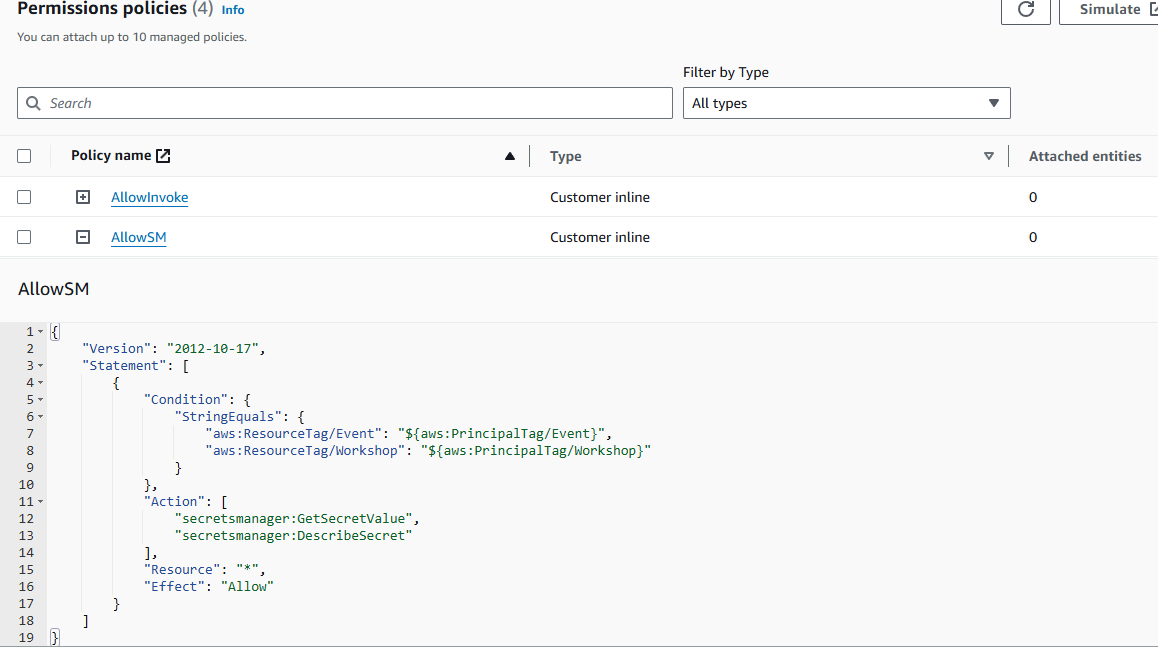 Permissions policies (4) Info
Simulate
You can attach up to 10 managed policies.
Filter by Type
Search
All types
Policy name
Type
Attached entities
AllowInvoke
Customer inline
0
AllowSM
Customer inline
0
AllowSM
1 {
2 "Version": "2012-10-17",
3 "Statement": [
4 {
5 "Condition": {
6 "StringEquals": {
7 "aws:ResourceTag/Event": "${aws:PrincipalTag/Event}",
8 "aws:ResourceTag/Workshop": "${aws:PrincipalTag/Workshop}"
9 }
10 },
11 "Action": [
12 "secretsmanager:GetSecretValue",
13 "secretsmanager:DescribeSecret"
14 ],
15 "Resource": "*",
16 "Effect": "Allow"
17 }
18 ]
19 }